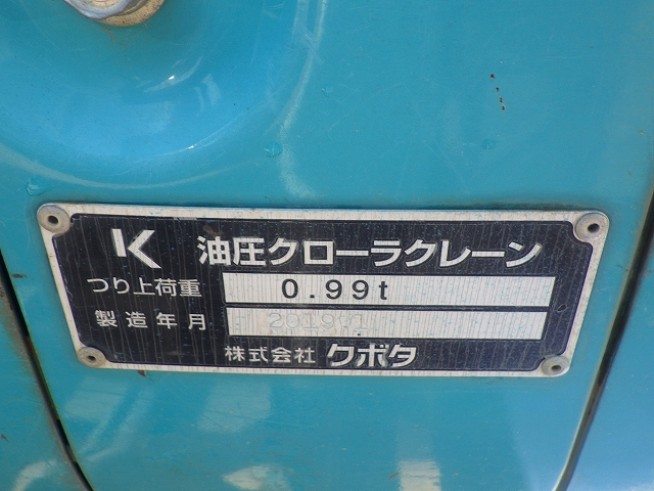 K 油圧クローラクレーン
つり上荷重 0.99t
製造年月
株式会社 クボタ